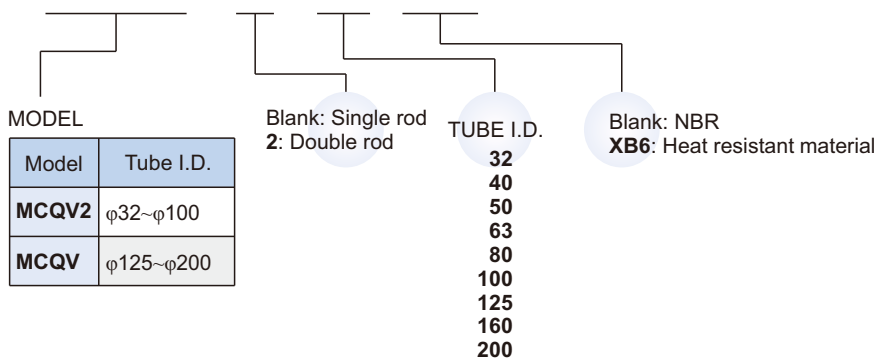 MODEL
Model Tube I.D.
MCQV2 φ32~φ100
MCQV φ125~φ200
Blank: Single rod
2: Double rod
TUBE I.D.
32
40
50
63
80
100
125
160
200
Blank: NBR
XB6: Heat resistant material